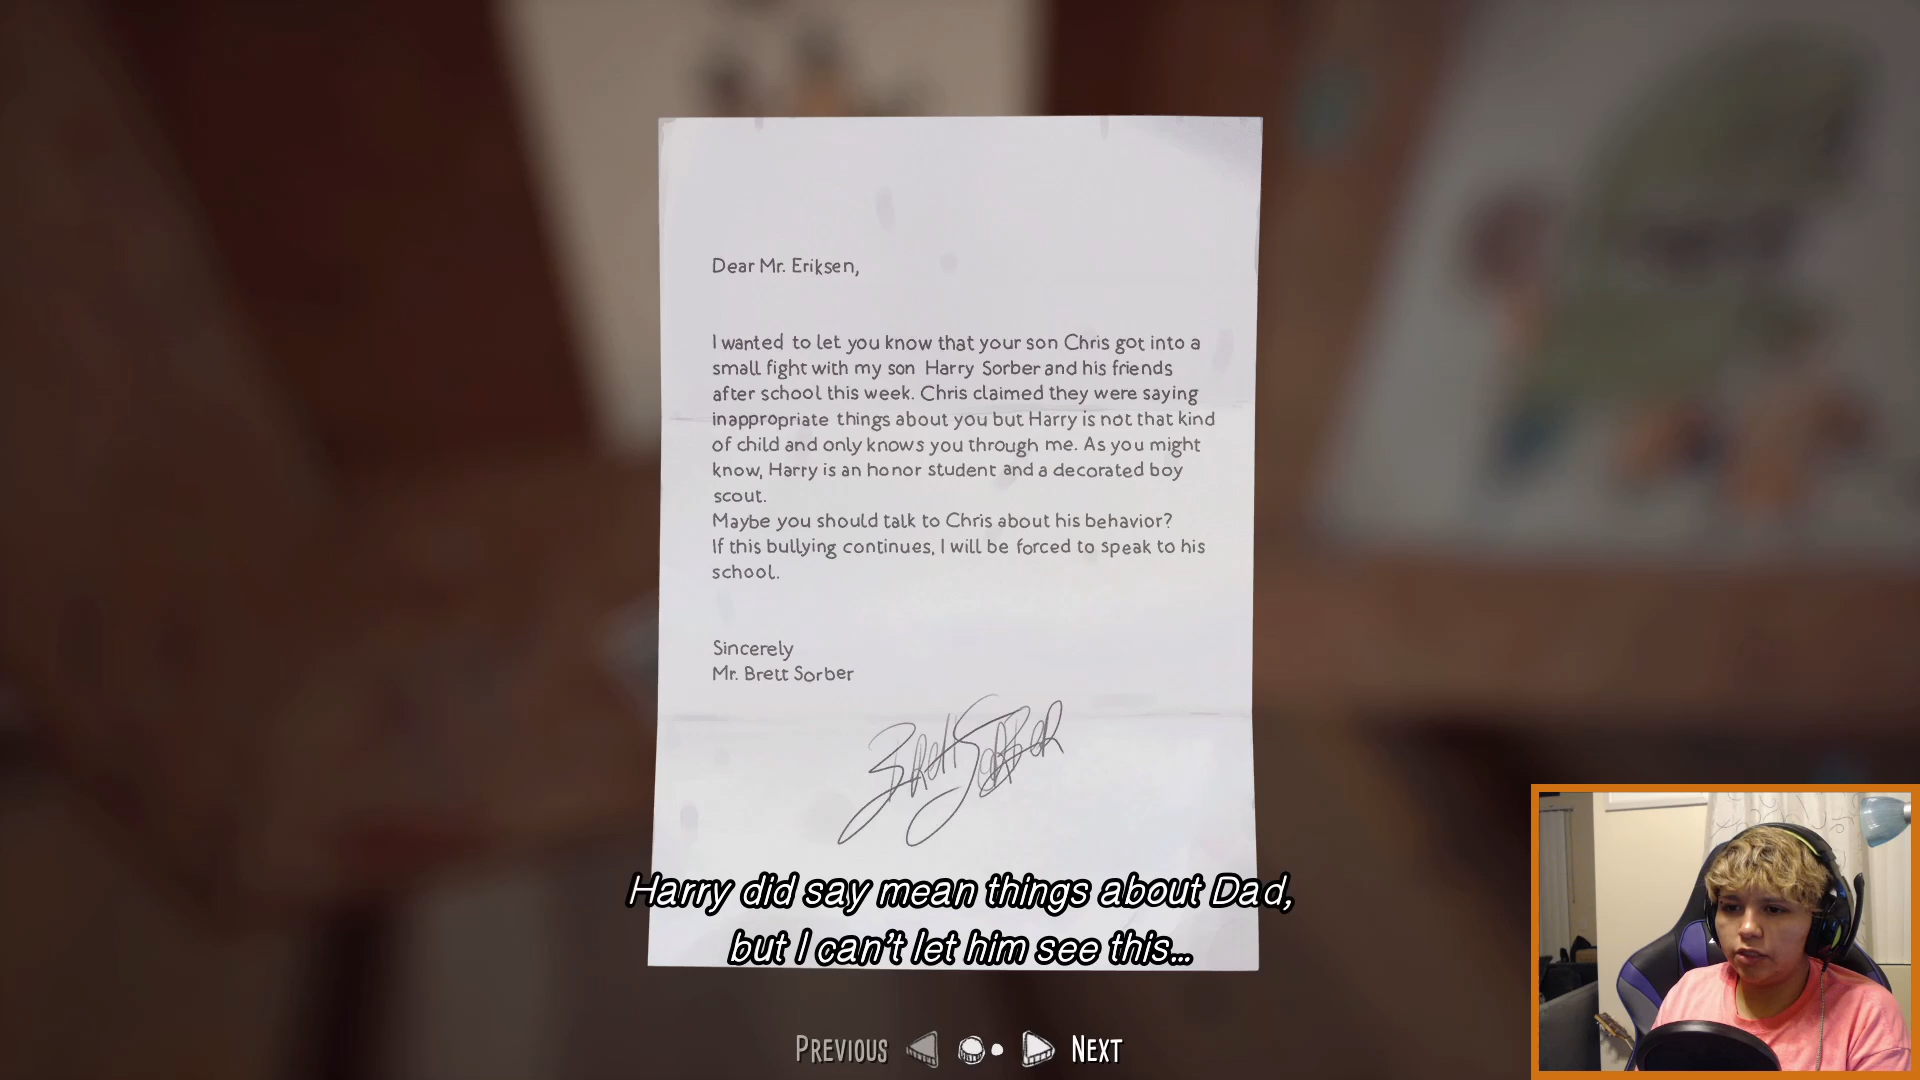 Dear Mr. Eriksen,
I wanted to let you know that your son Chris got into a
small fight with my son Harry Sorber and his friends
after school this week. Chris claimed they were saying
inappropriate things about you but Harry is not that kind
of child and only knows you through me. As you might
know, Harry is an honor student and a decorated boy
scout.
Maybe you should talk to Chris about his behavior?
If this bullying continues, I will be forced to speak to his
school.
Sincerely
Mr. Brett Sorber
Brett Sorber
Harry did say mean things about Dad,
but I can't let him see this...
Previous Next